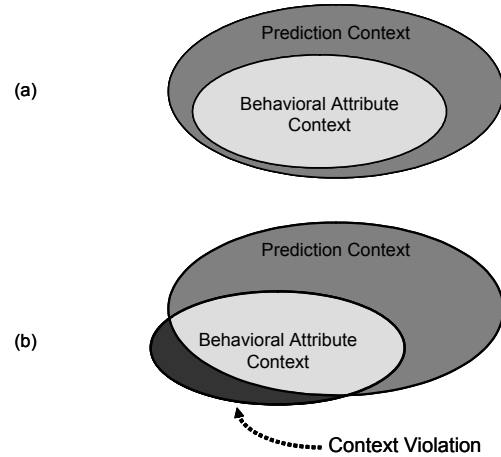 Prediction Context
(a)
Behavioral Attribute
Context
Prediction Context
(b)
Behavioral Attribute
Context
Context Violation